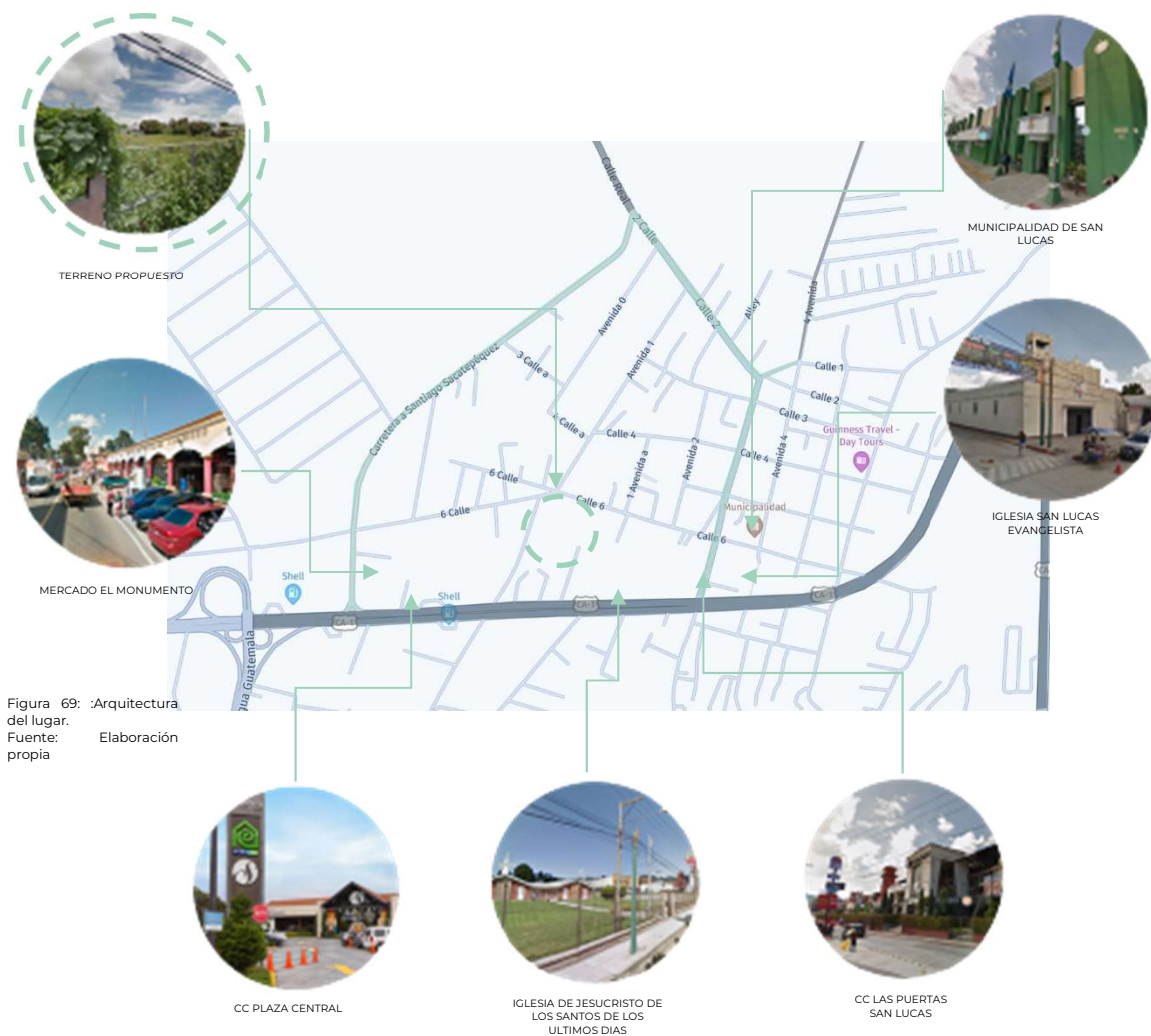 MUNICIPALIDAD DE SAN
LUCAS
TERRENO PROPUESTO
Calle Real
2 Calle
Calle 2
4 Avenida
Alley
Avenida 0
Avenida 1
3 Calle a
Carretera a Santiago Sacatepéquez
Calle 1
Calle 2
Calle 3
Guinness Travel -
Day Tours
Calle a
Calle 4
Avenida 2
Avenida 4
Calle 4
1 Avenida a
6 Calle
Calle 6
6 Calle
Municipalidad
Calle 6
IGLESIA SAN LUCAS
EVANGELISTA
MERCADO EL MONUMENTO
Shell
Shell
CA-1
CA-1
CA-1
CA-
gua Guatemala
Figura 69: :Arquitectura
del lugar.
Fuente: Elaboración
propia
CC PLAZA CENTRAL
IGLESIA DE JESUCRISTO DE
LOS SANTOS DE LOS
ULTIMOS DIAS
CC LAS PUERTAS
SAN LUCAS